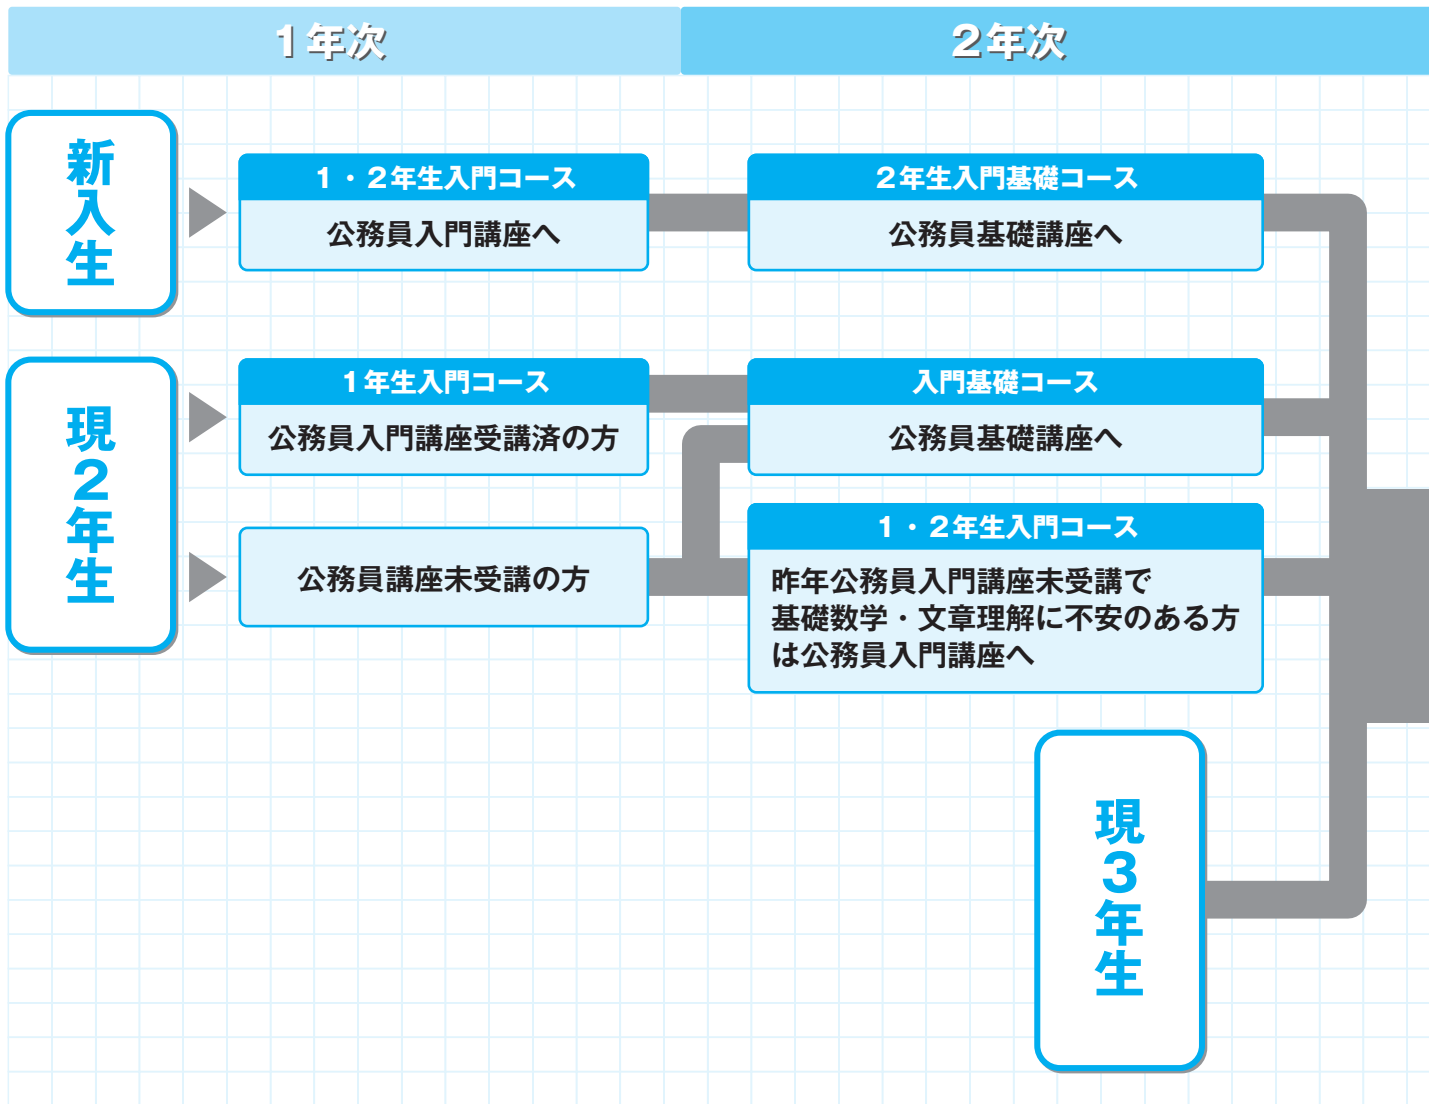 １年次
２年次
新入生
１・２年生入門コース
公務員入門講座へ
２年生入門基礎コース
公務員基礎講座へ
現２年生
１年生入門コース
公務員入門講座受講済の方
入門基礎コース
公務員基礎講座へ
公務員講座未受講の方
１・２年生入門コース
昨年公務員入門講座未受講で
基礎数学・文章理解に不安のある方
は公務員入門講座へ
現３年生